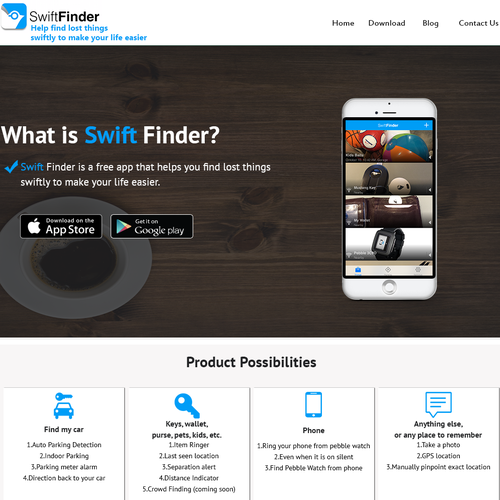 SwiftFinder
Help find lost things
swiftly to make your life easier
Home Download Blog Contact Us
What is Swift Finder?
Swift Finder is a free app that helps you find lost things
swiftly to make your life easier.
Download on the
App Store
Get it on
Google play
SwiftFinder
Kids Balls
Mustang Key
My Wallet
Product Possibilities
Find my car
1.Auto Parking Detection
2.Indoor Parking
3.Parking meter alarm
4.Direction back to your car
Keys, wallet,
purse, pets, kids, etc.
1.Item Ringer
2.Last seen location
3.Separation alert
4.Distance Indicator
5.Crowd Finding (coming soon)
Phone
1.Ring your phone from pebble watch
2.Even when it is on silent
3.Find Pebble Watch from phone
Anything else,
or any place to remember
1.Take a photo
2.GPS location
3.Manually pinpoint exact location